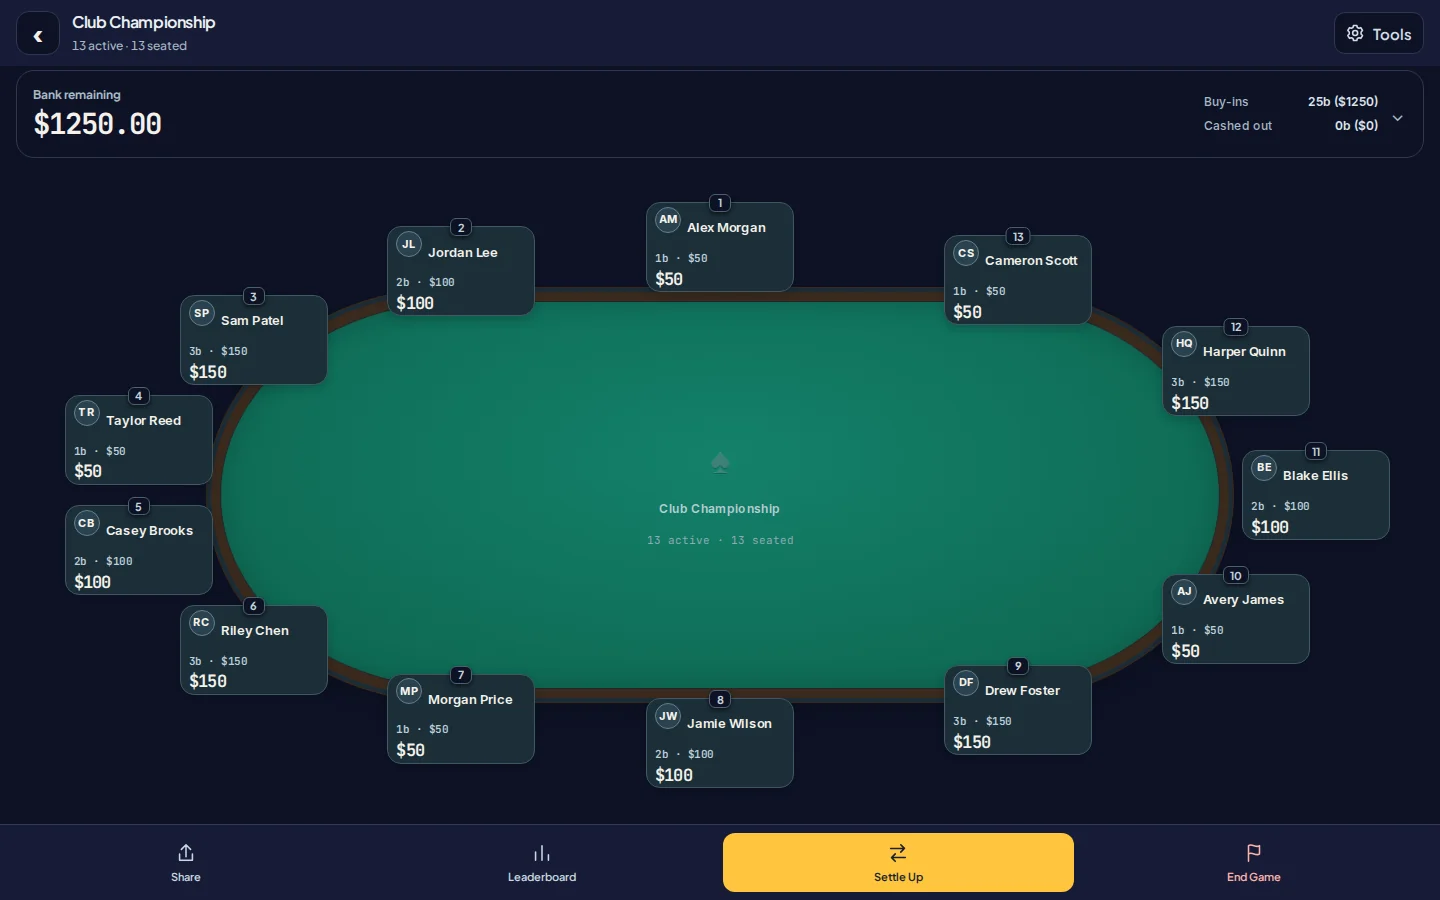 ‹
Club Championship
13 active · 13 seated
Tools
Bank remaining
$1250.00
Buy-ins 25b ($1250)
Cashed out 0b ($0)
1
AM Alex Morgan
1b · $50
$50
2
JL Jordan Lee
2b · $100
$100
13
CS Cameron Scott
1b · $50
$50
3
SP Sam Patel
3b · $150
$150
12
HQ Harper Quinn
3b · $150
$150
4
TR Taylor Reed
1b · $50
$50
11
BE Blake Ellis
2b · $100
$100
♠
Club Championship
13 active · 13 seated
5
CB Casey Brooks
2b · $100
$100
10
AJ Avery James
1b · $50
$50
6
RC Riley Chen
3b · $150
$150
9
DF Drew Foster
3b · $150
$150
7
MP Morgan Price
1b · $50
$50
8
JW Jamie Wilson
2b · $100
$100
Share
Leaderboard
Settle Up
End Game